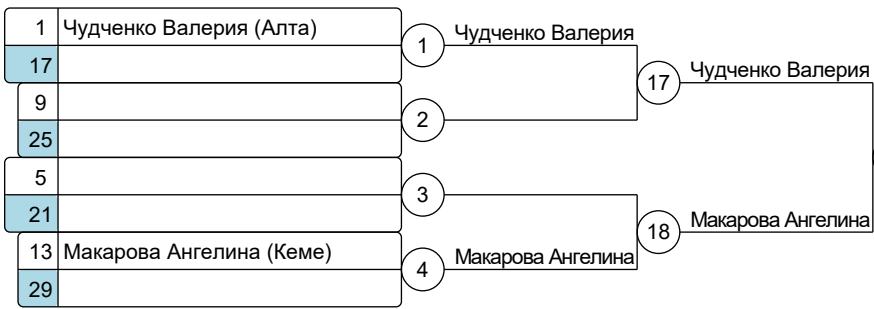 1 Чудченко Валерия (Алта)
17
1 Чудченко Валерия
9
25
2
17 Чудченко Валерия
5
21
3
13 Макарова Ангелина (Кеме)
29
4 Макарова Ангелина
18 Макарова Ангелина